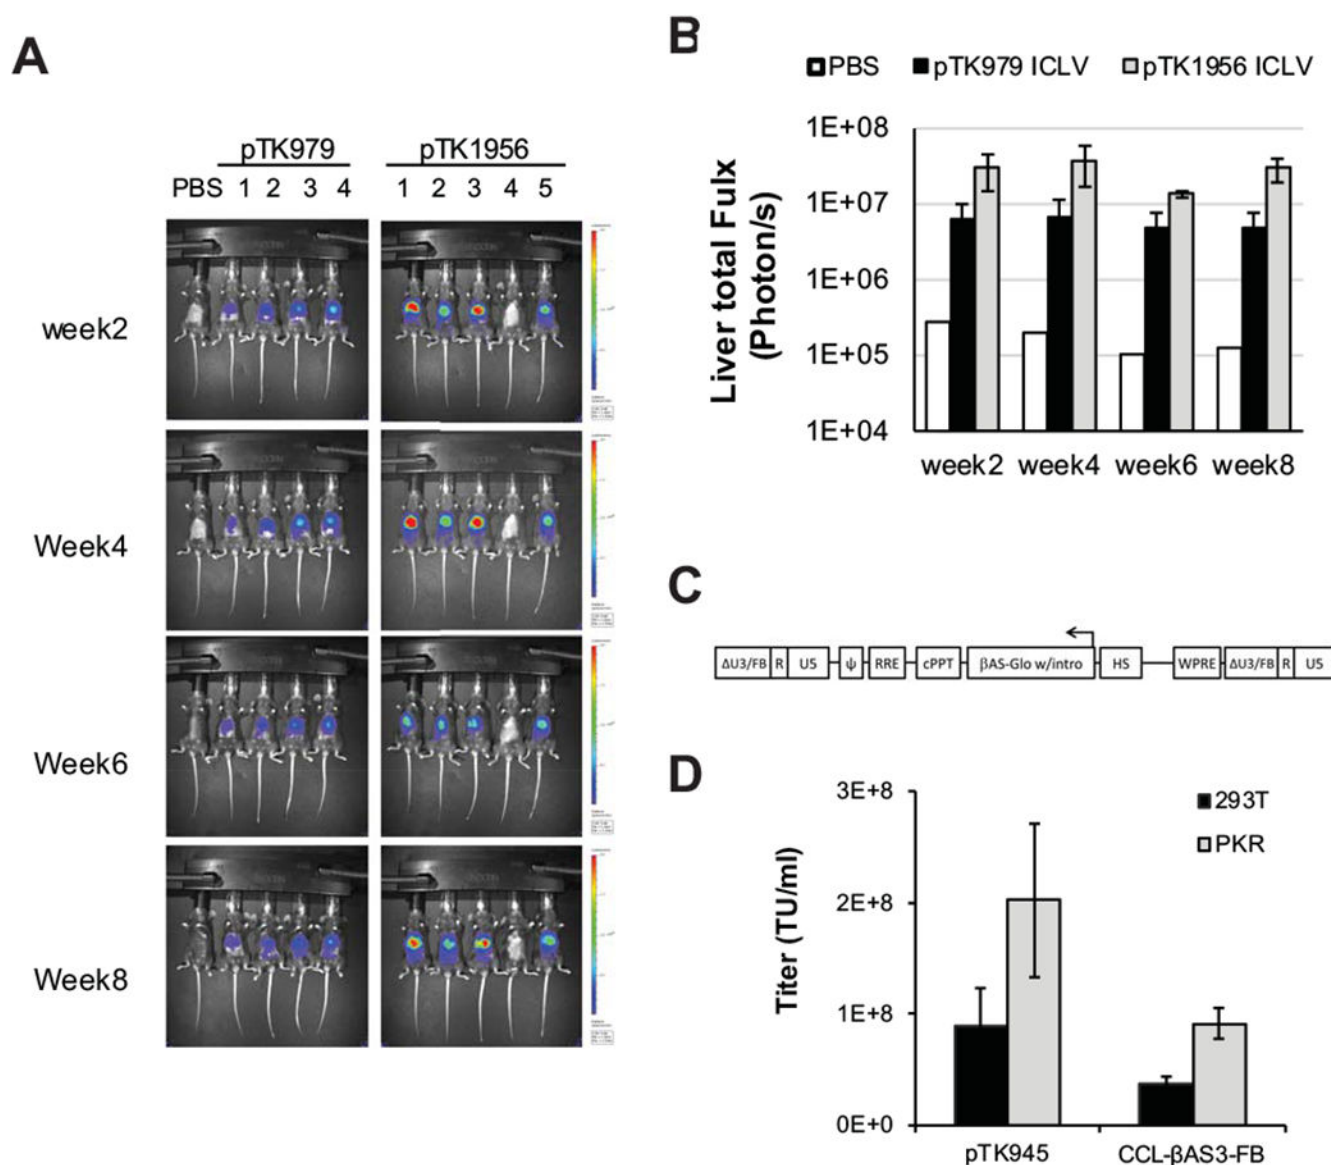 A
pTK979 pTK1956
PBS 1 2 3 4 1 2 3 4 5
week2
Week4
Week6
Week8
B
PBS pTK979 ICLV pTK1956 ICLV
Liver total Fulx
(Photon/s)
1E+08
1E+07
1E+06
1E+05
1E+04
week2 week4 week6 week8
C
ΔU3/FB R U5 ψ RRE cPPT βAS-Glo w/intro HS WPRE ΔU3/FB R U5
D
Titer (TU/ml)
3E+8
2E+8
1E+8
0E+0
293T
PKR
pTK945 CCL-βAS3-FB